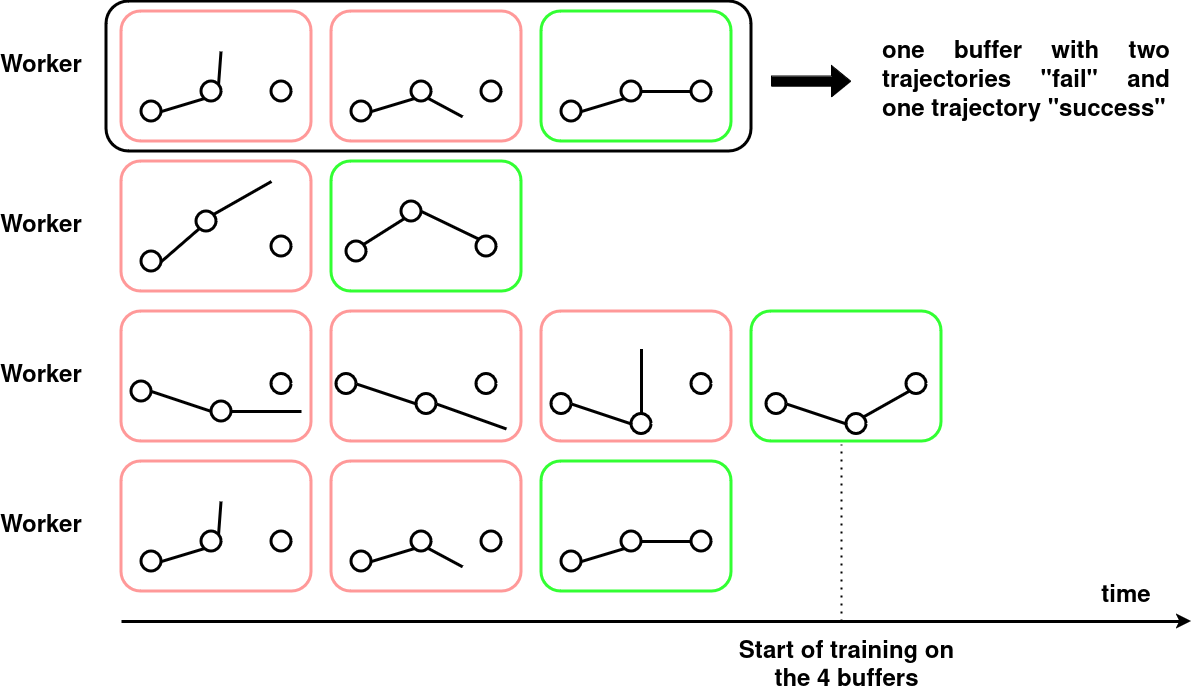 Worker
one buffer with two
trajectories "fail" and
one trajectory "success"
Worker
Worker
Worker
time
Start of training on
the 4 buffers